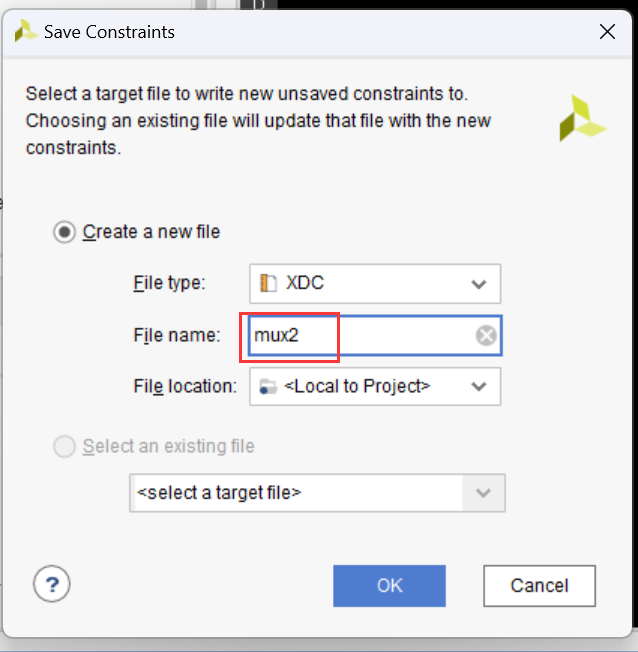 Save Constraints
Select a target file to write new unsaved constraints to.
Choosing an existing file will update that file with the new
constraints.
Create a new file
File type: XDC
File name: mux2
File location: <Local to Project>
Select an existing file
<select a target file>
? OK Cancel